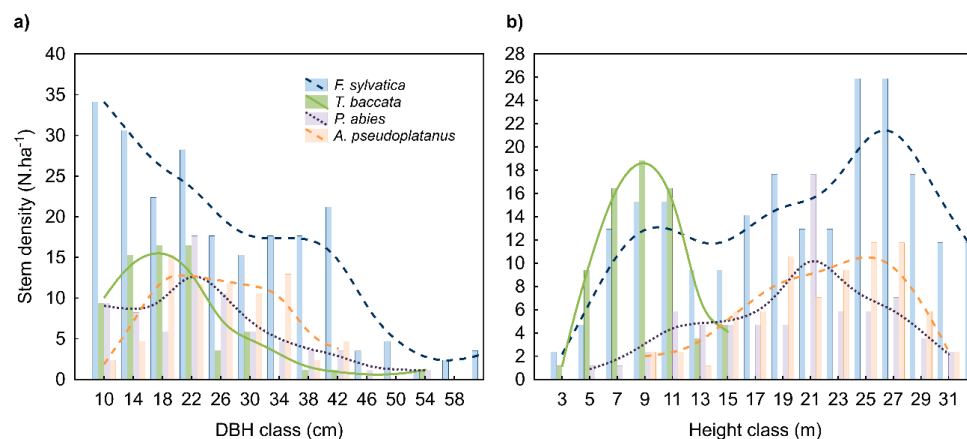 a)
Stem density (N.ha-1)
40
35
30
25
20
15
10
5
0
F. sylvatica
T. baccata
P. abies
A. pseudoplatanus
10 14 18 22 26 30 34 38 42 46 50 54 58
DBH class (cm)
b)
28
26
24
22
20
18
16
14
12
10
8
6
4
2
0
3 5 7 9 11 13 15 17 19 21 23 25 27 29 31
Height class (m)